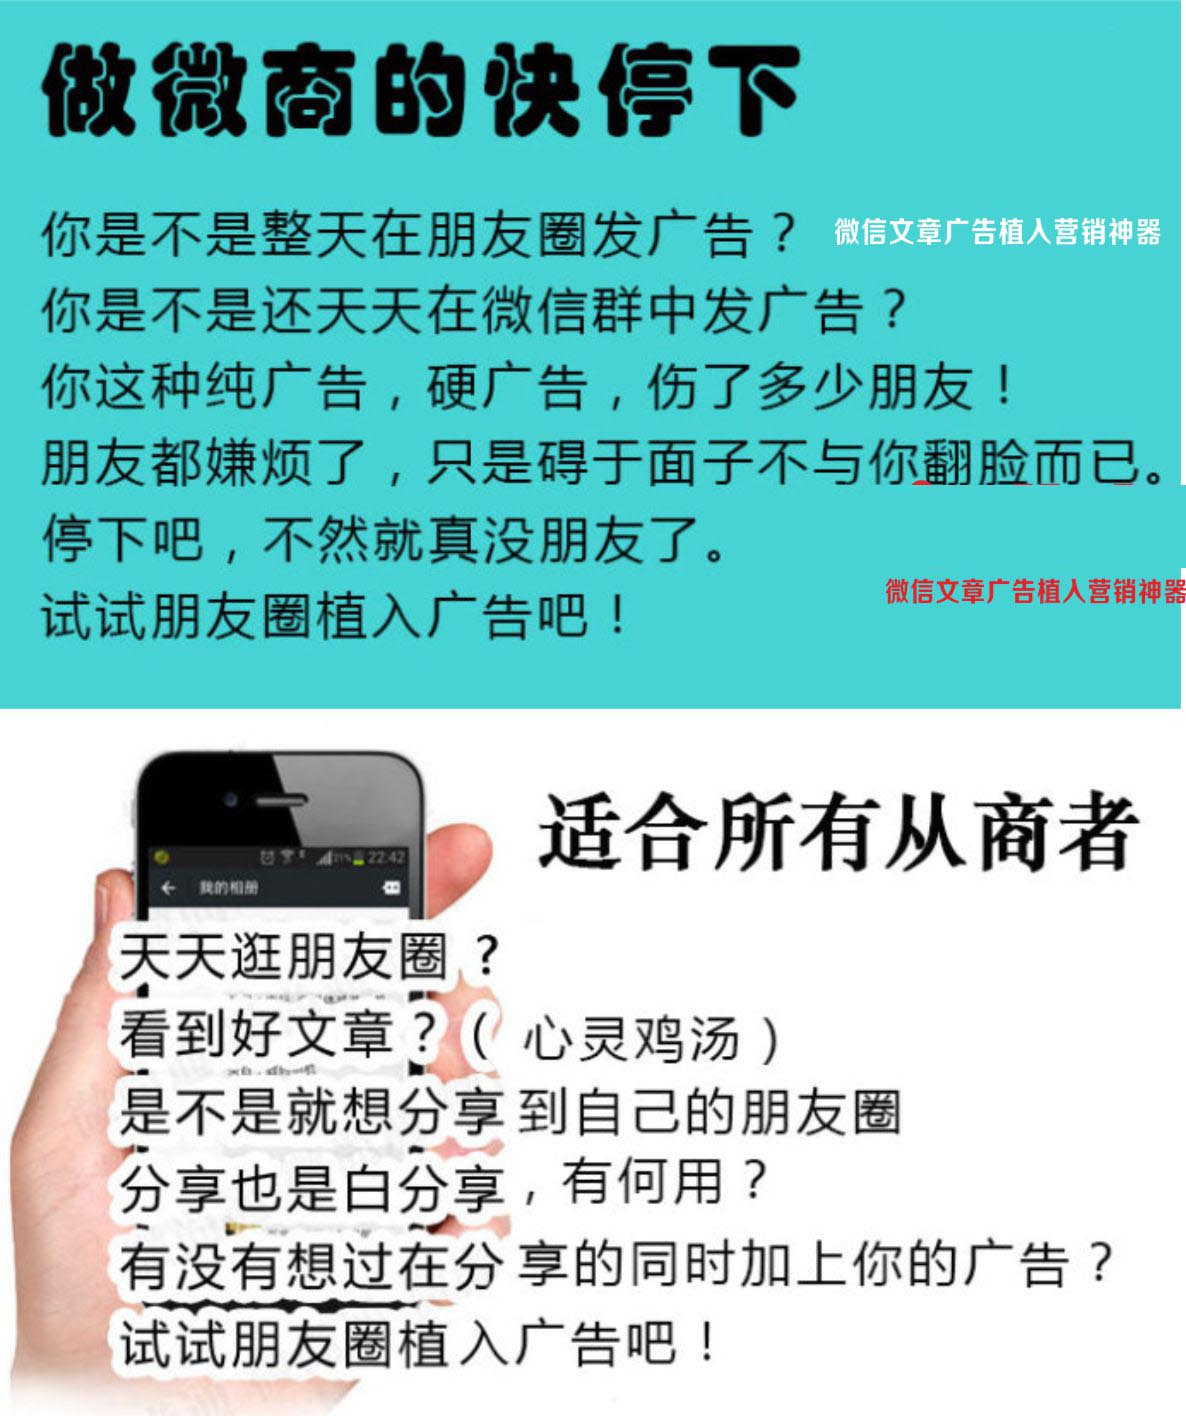 做微商的快停下
你是不是整天在朋友圈发广告？
微信文章广告植入营销神器
你是不是还天天在微信群中发广告？
你这种纯广告，硬广告，伤了多少朋友！
朋友都嫌烦了，只是碍于面子不与你翻脸而已。
停下吧，不然就真没朋友了。
微信文章广告植入营销神器
试试朋友圈植入广告吧！
适合所有从商者
21% 22:42
我的相册
天天逛朋友圈？
看到好文章？（心灵鸡汤）
是不是就想分享到自己的朋友圈
分享也是白分享，有何用？
有没有想过在分享的同时加上你的广告？
试试朋友圈植入广告吧！